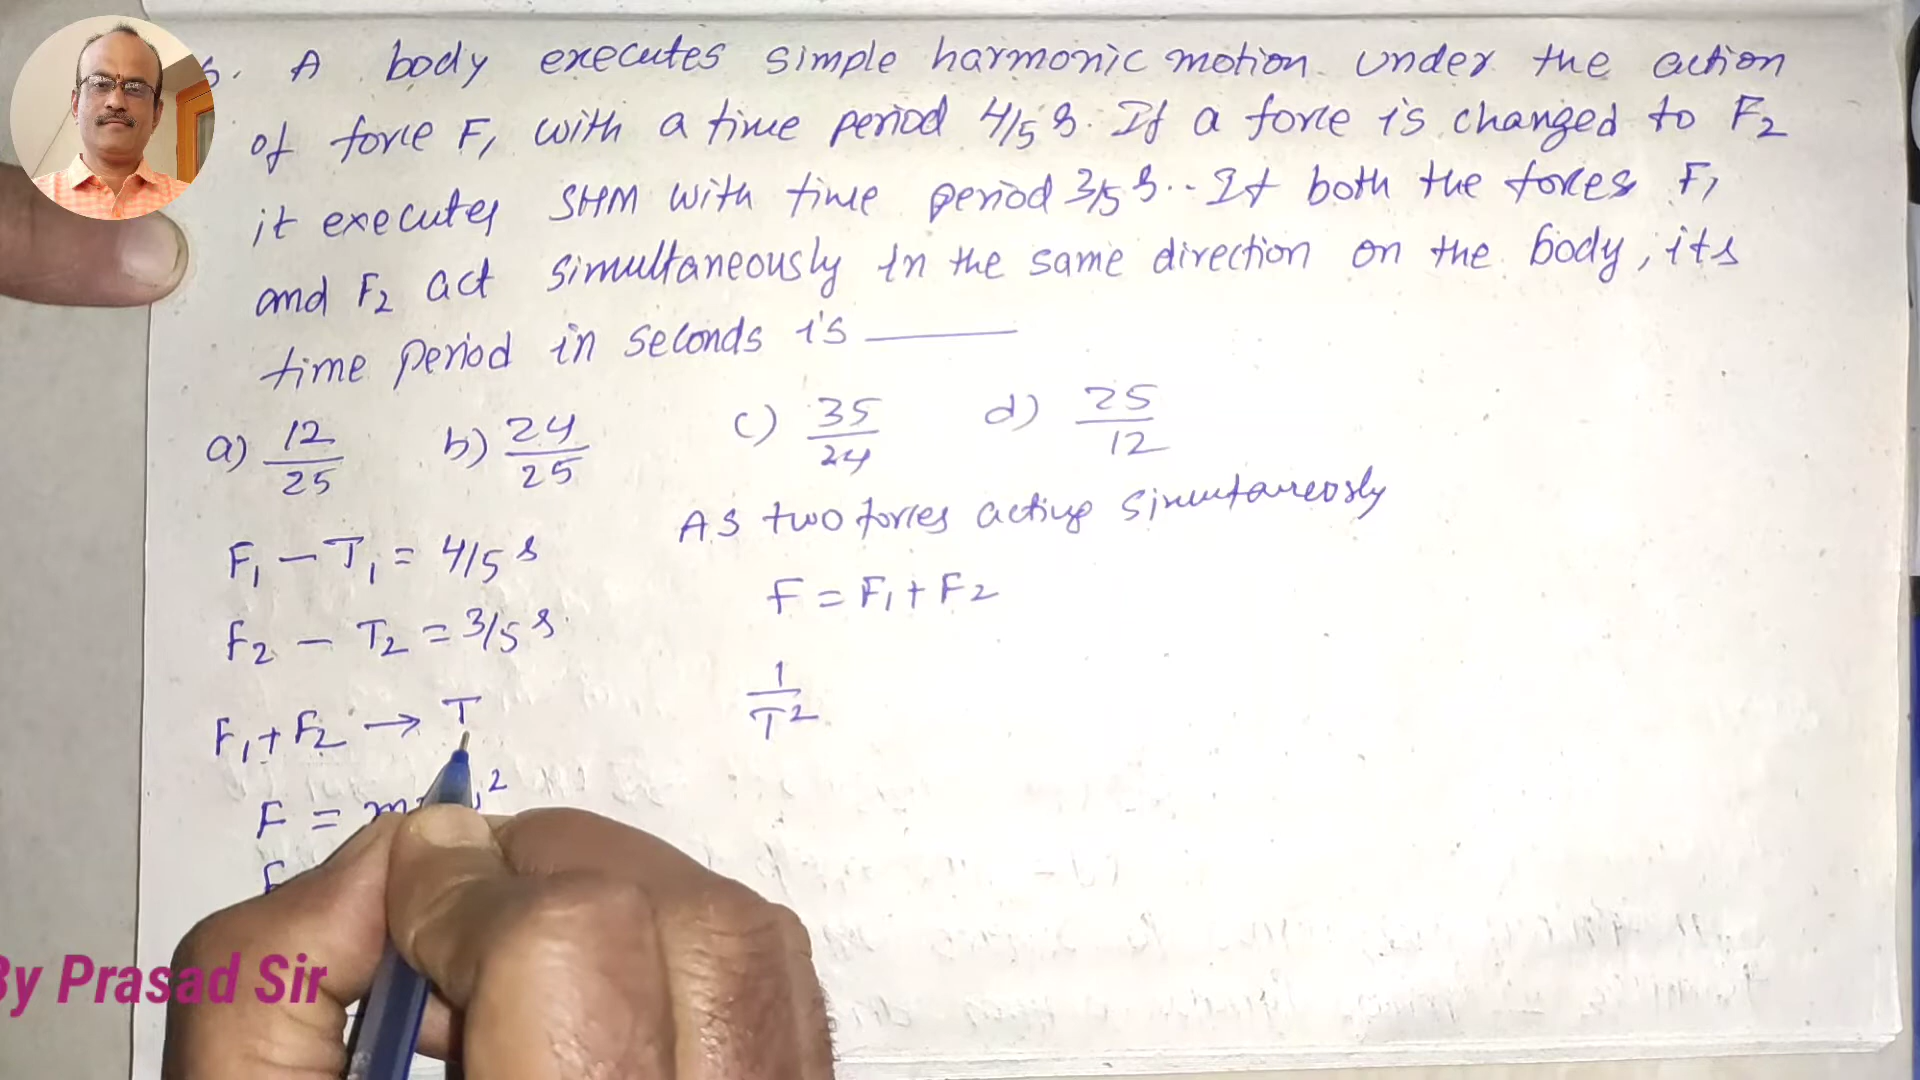 A body executes simple harmonic motion under the action
of force F₁ with a time period 4/5 s. If a force is changed to F₂
it executes SHM with time period 3/5 s.. If both the forces F₁
and F₂ act simultaneously in the same direction on the body, its
time period in seconds is ______
a) 12/25 b) 24/25 c) 35/24 d) 25/12
F₁ – T₁ = 4/5 s
F₂ – T₂ = 3/5 s.
F₁ + F₂ → T
F = m
As two forces acting simultaneously
F = F₁ + F₂
1/T²
By Prasad Sir